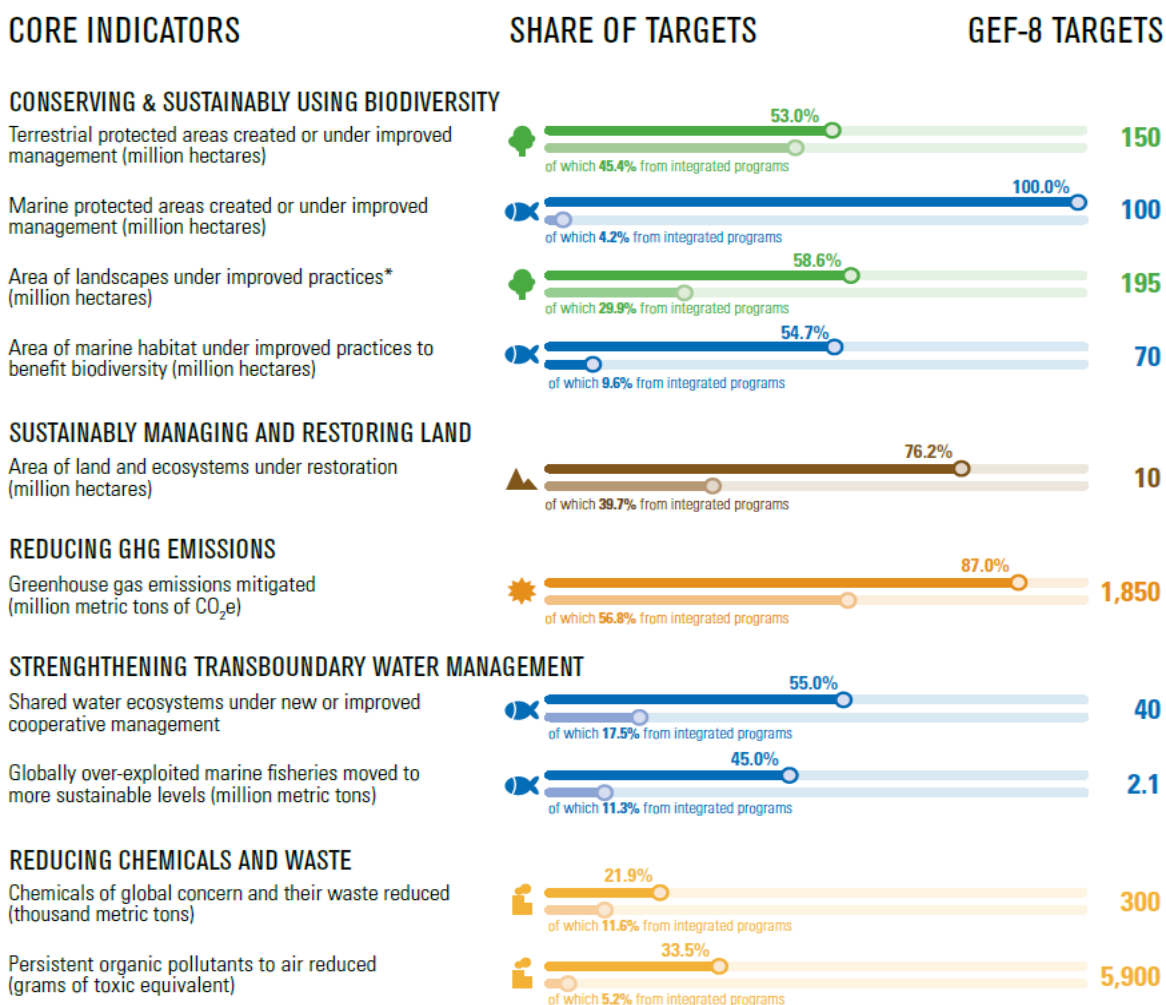 CORE INDICATORS
SHARE OF TARGETS
GEF-8 TARGETS
CONSERVING & SUSTAINABLY USING BIODIVERSITY
Terrestrial protected areas created or under improved
management (million hectares)
53.0%
of which 45.4% from integrated programs
150
Marine protected areas created or under improved
management (million hectares)
100.0%
of which 4.2% from integrated programs
100
Area of landscapes under improved practices*
(million hectares)
58.6%
of which 29.9% from integrated programs
195
Area of marine habitat under improved practices to
benefit biodiversity (million hectares)
54.7%
of which 9.6% from integrated programs
70
SUSTAINABLY MANAGING AND RESTORING LAND
Area of land and ecosystems under restoration
(million hectares)
76.2%
of which 39.7% from integrated programs
10
REDUCING GHG EMISSIONS
Greenhouse gas emissions mitigated
(million metric tons of CO₂e)
87.0%
of which 56.8% from integrated programs
1,850
STRENGHTHENING TRANSBOUNDARY WATER MANAGEMENT
Shared water ecosystems under new or improved
cooperative management
55.0%
of which 17.5% from integrated programs
40
Globally over-exploited marine fisheries moved to
more sustainable levels (million metric tons)
45.0%
of which 11.3% from integrated programs
2.1
REDUCING CHEMICALS AND WASTE
Chemicals of global concern and their waste reduced
(thousand metric tons)
21.9%
of which 11.6% from integrated programs
300
Persistent organic pollutants to air reduced
(grams of toxic equivalent)
33.5%
of which 5.2% from integrated programs
5,900